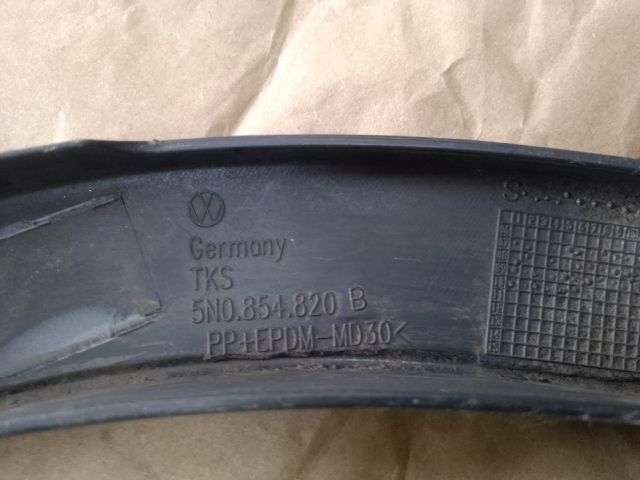 Germany
TKS
5N0.854.820 B
PP+EPDM-MD30<